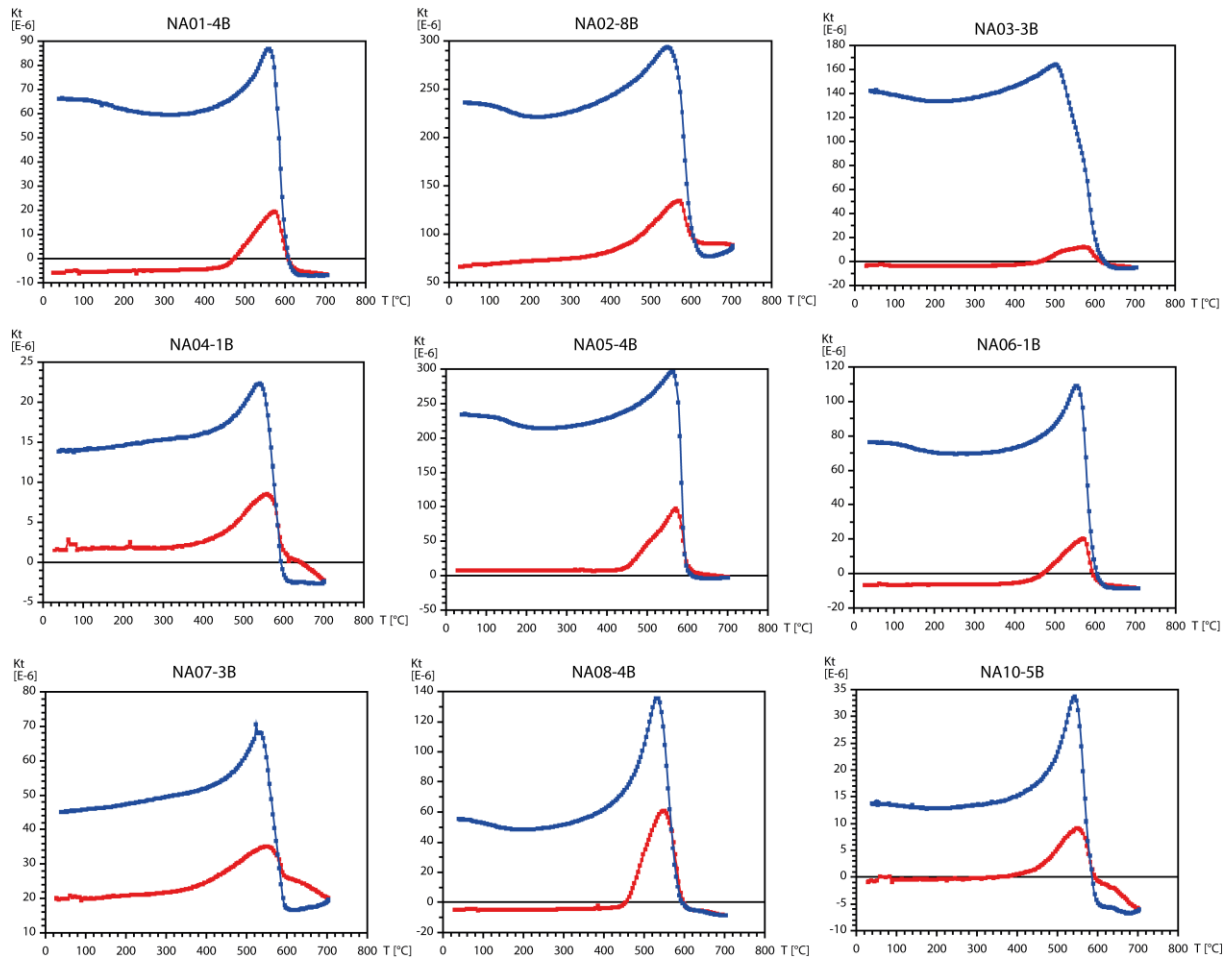 Kt
[E-6]
NA01-4B
90
80
70
60
50
40
30
20
10
0
-10
0 100 200 300 400 500 600 700 800 T [°C]
Kt
[E-6]
NA02-8B
300
250
200
150
100
50
0 100 200 300 400 500 600 700 800 T [°C]
Kt
[E-6]
NA03-3B
180
160
140
120
100
80
60
40
20
0
-20
0 100 200 300 400 500 600 700 800 T [°C]
Kt
[E-6]
NA04-1B
25
20
15
10
5
0
-5
0 100 200 300 400 500 600 700 800 T [°C]
Kt
[E-6]
NA05-4B
300
250
200
150
100
50
0
-50
0 100 200 300 400 500 600 700 800 T [°C]
Kt
[E-6]
NA06-1B
120
100
80
60
40
20
0
-20
0 100 200 300 400 500 600 700 800 T [°C]
Kt
[E-6]
NA07-3B
80
70
60
50
40
30
20
10
0 100 200 300 400 500 600 700 800 T [°C]
Kt
[E-6]
NA08-4B
140
120
100
80
60
40
20
0
-20
0 100 200 300 400 500 600 700 800 T [°C]
Kt
[E-6]
NA10-5B
35
30
25
20
15
10
5
0
-5
-10
0 100 200 300 400 500 600 700 800 T [°C]